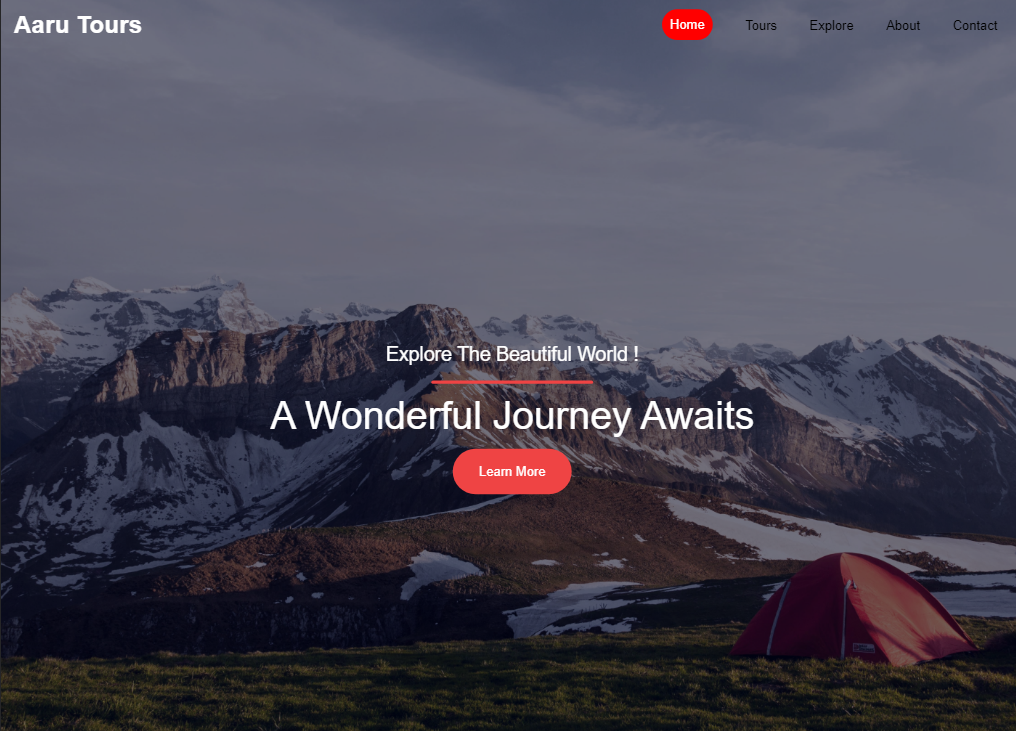 Aaru Tours
Home Tours Explore About Contact
Explore The Beautiful World !
A Wonderful Journey Awaits
Learn More